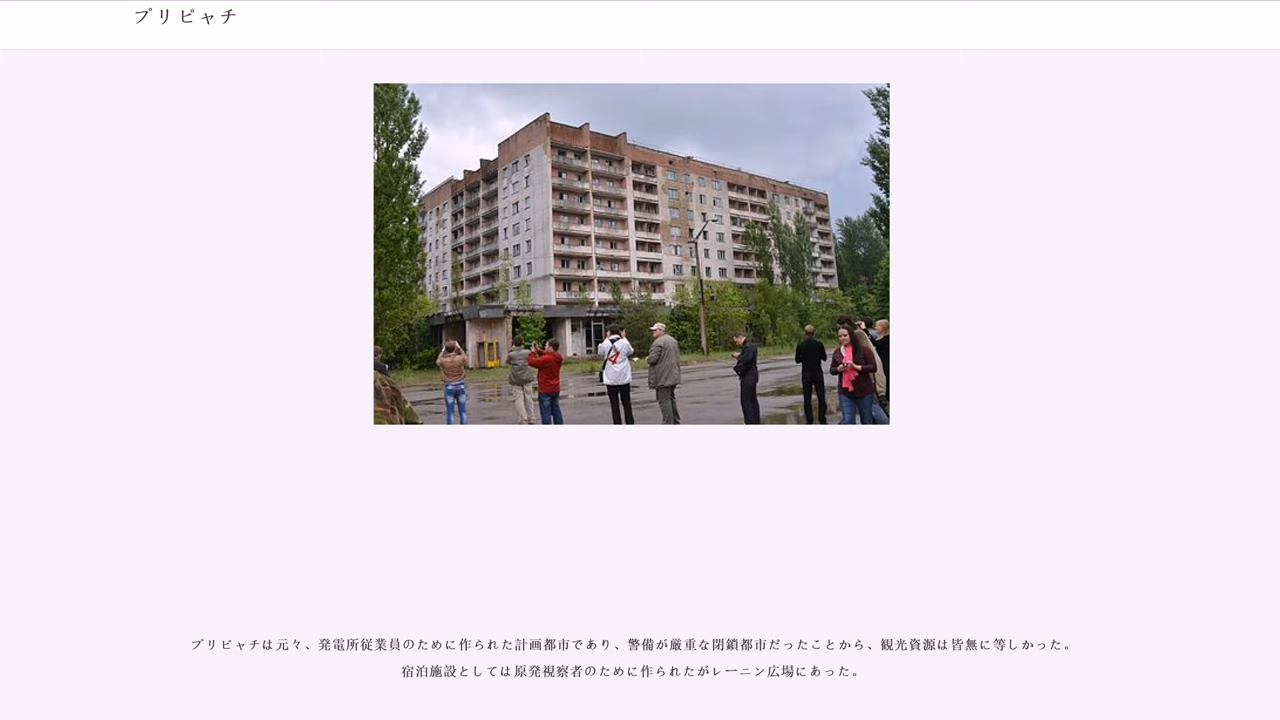 プリピャチ
プリピャチは元々、発電所従業員のために作られた計画都市であり、警備が厳重な閉鎖都市だったことから、観光資源は皆無に等しかった。
宿泊施設としては原発視察者のために作られたがレーニン広場にあった。